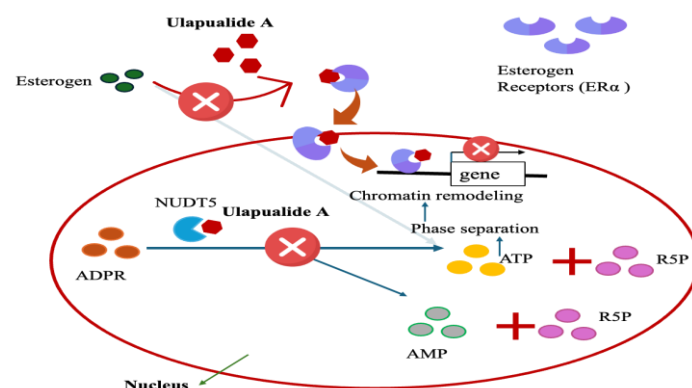 Ulapualide A
Esterogen
Esterogen
Receptors (ERα )
gene
Chromatin remodeling
NUDT5
Ulapualide A
Phase separation
ATP
R5P
ADPR
R5P
AMP
Nucleus